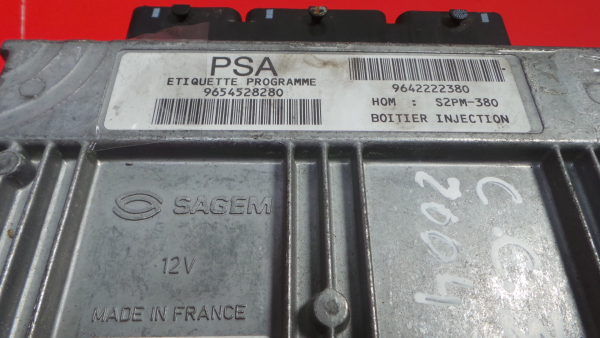 PSA
ETIQUETTE PROGRAMME
9654528280
9642222380
HOM : S2PM-380
BOITIER INJECTION
SAGEM
12V
MADE IN FRANCE
2004